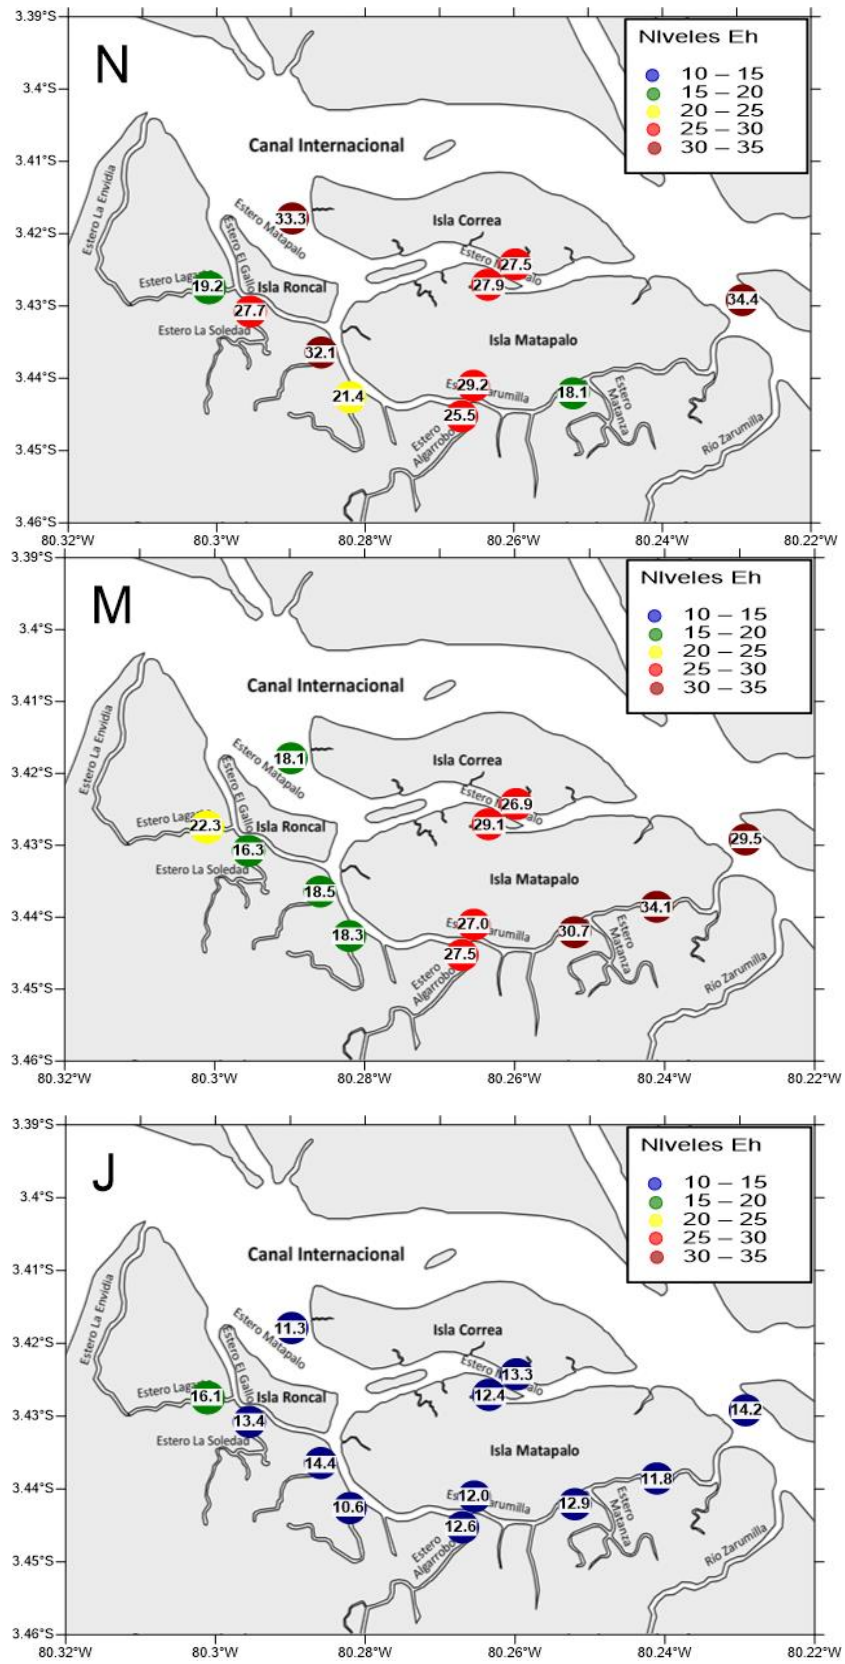 3.39°S
N
NIveles Eh
10 – 15
15 – 20
20 – 25
25 – 30
30 – 35
3.4°S
Canal Internacional
3.41°S
Estero La Envidia
3.42°S
33.3
Estero Matapalo
Isla Correa
Estero El Gallo
27.5
Estero
27.9
19.2
Isla Roncal
34.4
3.43°S
27.7
Estero La Soledad
Isla Matapalo
32.1
3.44°S
29.2
21.4
18.1
25.5
Estero Matanza
Estero Algarrobo
Río Zarumilla
3.45°S
3.46°S
80.32°W
80.3°W
80.28°W
80.26°W
80.24°W
80.22°W
3.39°S
M
NIveles Eh
10 – 15
15 – 20
20 – 25
25 – 30
30 – 35
3.4°S
Canal Internacional
3.41°S
Estero La Envidia
3.42°S
18.1
Estero Matapalo
Isla Correa
Estero El Gallo
26.9
Estero
29.1
22.3
Isla Roncal
29.5
3.43°S
16.3
Estero La Soledad
Isla Matapalo
18.5
34.1
3.44°S
27.0
18.3
30.7
27.5
Estero Matanza
Estero Algarrobo
Río Zarumilla
3.45°S
3.46°S
80.32°W
80.3°W
80.28°W
80.26°W
80.24°W
80.22°W
3.39°S
J
NIveles Eh
10 – 15
15 – 20
20 – 25
25 – 30
30 – 35
3.4°S
Canal Internacional
3.41°S
Estero La Envidia
3.42°S
11.3
Estero Matapalo
Isla Correa
Estero El Gallo
13.3
Estero
12.4
16.1
Isla Roncal
14.2
3.43°S
13.4
Estero La Soledad
Isla Matapalo
14.4
11.8
3.44°S
12.0
10.6
12.9
12.6
Estero Matanza
Estero Algarrobo
Río Zarumilla
3.45°S
3.46°S
80.32°W
80.3°W
80.28°W
80.26°W
80.24°W
80.22°W